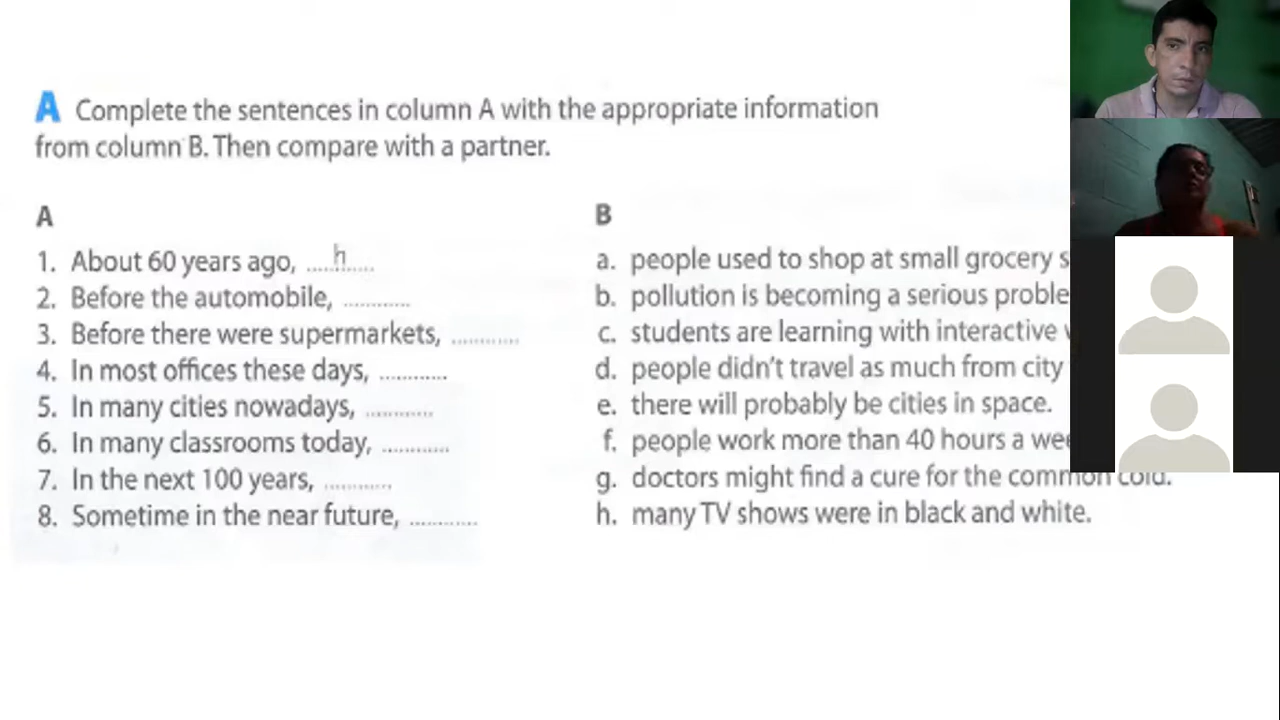 A Complete the sentences in column A with the appropriate information
from column B. Then compare with a partner.
A
1. About 60 years ago, ......h......
h
2. Before the automobile, ............
3. Before there were supermarkets, ............
4. In most offices these days, ............
5. In many cities nowadays, ............
6. In many classrooms today, ............
7. In the next 100 years, ............
8. Sometime in the near future, ............
B
a. people used to shop at small grocery
b. pollution is becoming a serious
c. students are learning with interactive
d. people didn't travel as much from city
e. there will probably be cities in space.
f. people work more than 40 hours a
g. doctors might find a cure for the common cold.
h. many TV shows were in black and white.